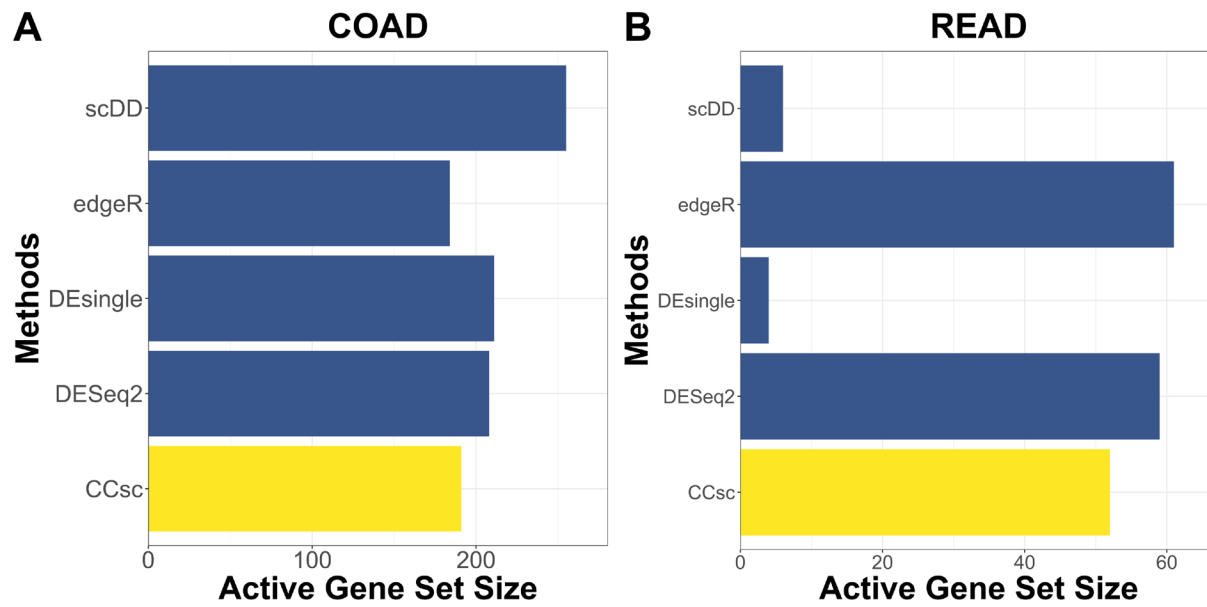 A
COAD
Methods
scDD
edgeR
DEsingle
DESeq2
CCsc
0 100 200
Active Gene Set Size
B
READ
Methods
scDD
edgeR
DEsingle
DESeq2
CCsc
0 20 40 60
Active Gene Set Size